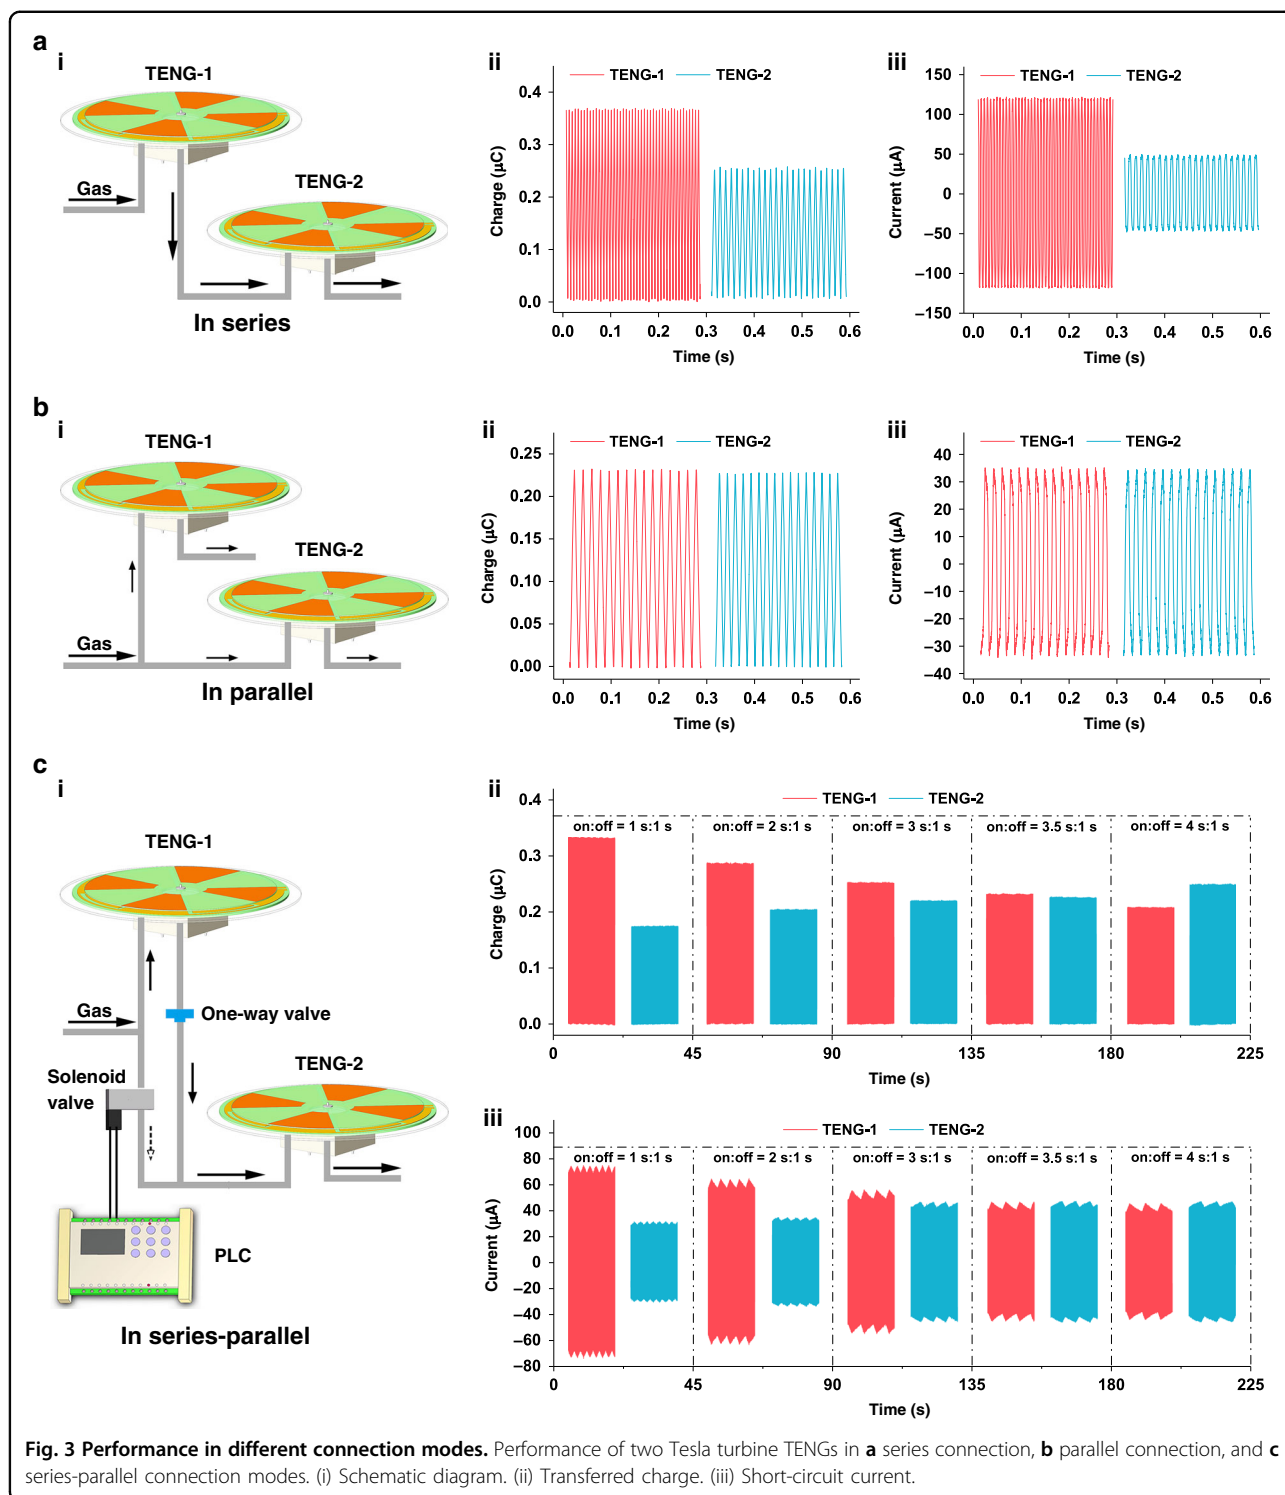 a
i
TENG-1
Gas
TENG-2
In series
ii
TENG-1 TENG-2
0.4
0.3
0.2
0.1
0.0
Charge (μC)
0.0 0.1 0.2 0.3 0.4 0.5 0.6
Time (s)
iii
TENG-1 TENG-2
150
100
50
0
−50
−100
−150
Current (μA)
0.0 0.1 0.2 0.3 0.4 0.5 0.6
Time (s)
b
i
TENG-1
TENG-2
Gas
In parallel
ii
TENG-1 TENG-2
0.25
0.20
0.15
0.10
0.05
0.00
Charge (μC)
0.0 0.1 0.2 0.3 0.4 0.5 0.6
Time (s)
iii
TENG-1 TENG-2
40
30
20
10
0
−10
−20
−30
−40
Current (μA)
0.0 0.1 0.2 0.3 0.4 0.5 0.6
Time (s)
c
i
TENG-1
Gas
One-way valve
TENG-2
Solenoid
valve
PLC
In series-parallel
ii
TENG-1 TENG-2
on:off = 1 s:1 s on:off = 2 s:1 s on:off = 3 s:1 s on:off = 3.5 s:1 s on:off = 4 s:1 s
0.4
0.3
0.2
0.1
0.0
Charge (μC)
0 45 90 135 180 225
Time (s)
iii
TENG-1 TENG-2
on:off = 1 s:1 s on:off = 2 s:1 s on:off = 3 s:1 s on:off = 3.5 s:1 s on:off = 4 s:1 s
100
80
60
40
20
0
−20
−40
−60
−80
Current (μA)
0 45 90 135 180 225
Time (s)
Fig. 3 Performance in different connection modes. Performance of two Tesla turbine TENGs in a series connection, b parallel connection, and c
series-parallel connection modes. (i) Schematic diagram. (ii) Transferred charge. (iii) Short-circuit current.